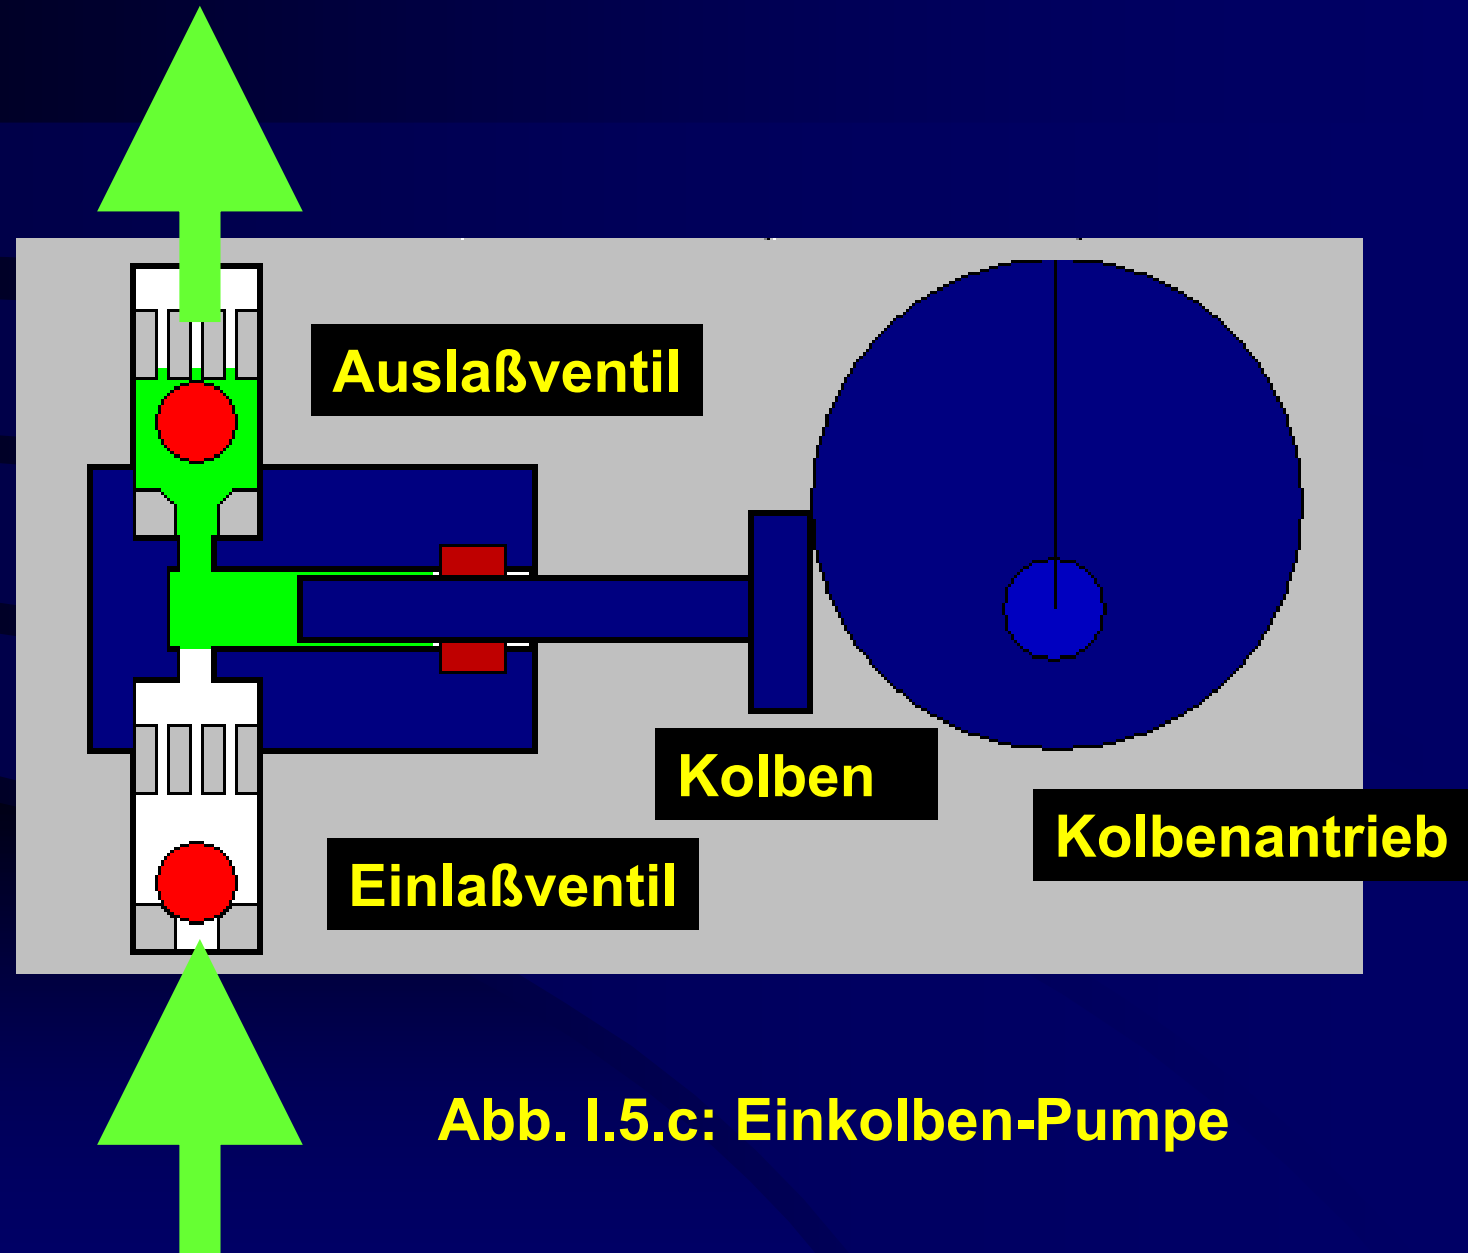 Auslaßventil
Kolben
Kolbenantrieb
Einlaßventil
Abb. I.5.c: Einkolben-Pumpe